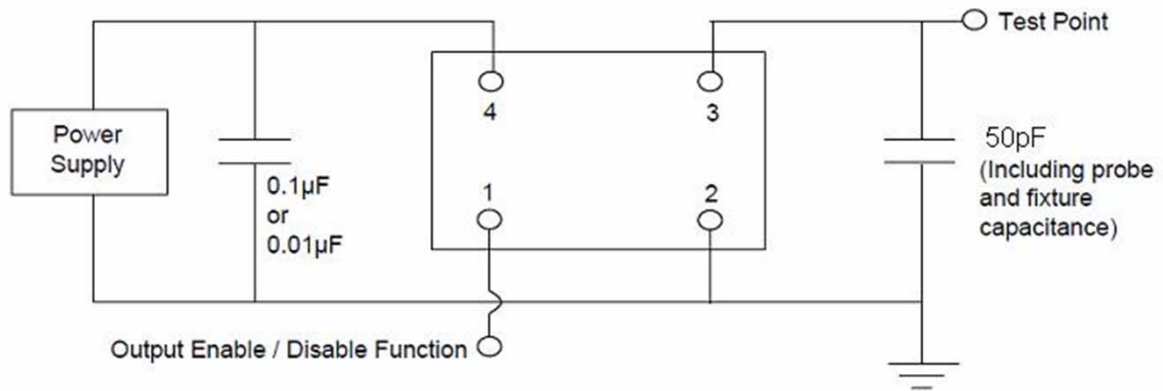 Test Point
Power
Supply
4
3
50pF
(Including probe
and fixture
capacitance)
0.1µF
or
0.01µF
1
2
Output Enable / Disable Function